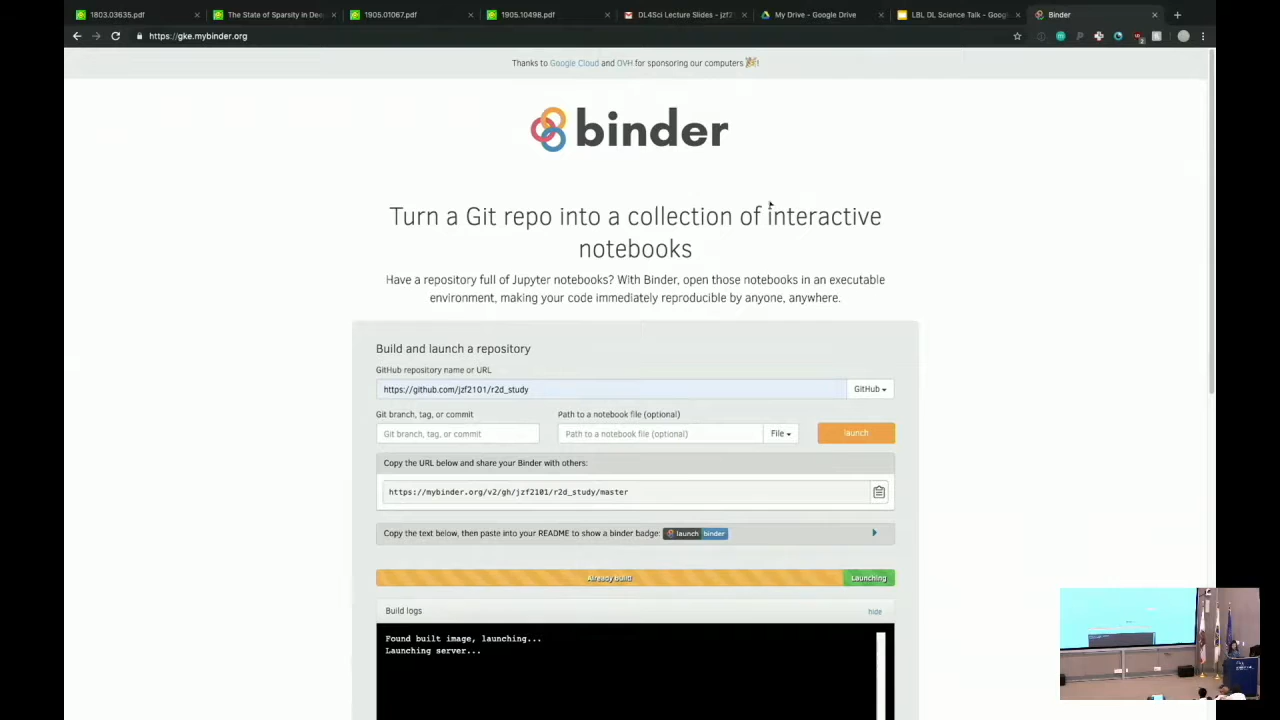 1803.03635.pdf
The State of Sparsity in Dee
1905.01067.pdf
1905.10498.pdf
DL4Sci Lecture Slides - jzf
My Drive - Google Drive
LBL DL Science Talk - Goog
Binder
https://gke.mybinder.org
Thanks to Google Cloud and OVH for sponsoring our computers 🎉!
binder
Turn a Git repo into a collection of interactive
notebooks
Have a repository full of Jupyter notebooks? With Binder, open those notebooks in an executable
environment, making your code immediately reproducible by anyone, anywhere.
Build and launch a repository
GitHub repository name or URL
https://github.com/jzf2101/r2d_study
GitHub
Git branch, tag, or commit
Path to a notebook file (optional)
Git branch, tag, or commit
Path to a notebook file (optional)
File
launch
Copy the URL below and share your Binder with others:
https://mybinder.org/v2/gh/jzf2101/r2d_study/master
Copy the text below, then paste into your README to show a binder badge: launch binder
Already built
Launching
Build logs
hide
Found built image, launching...
Launching server...